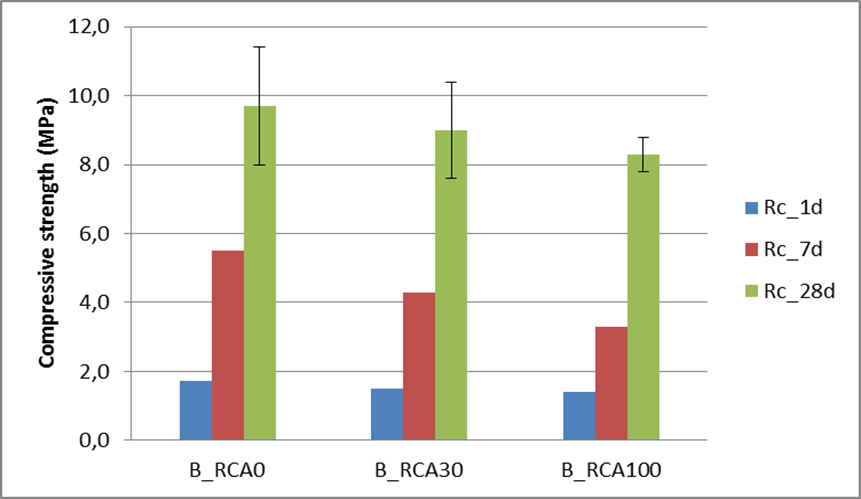 Compressive strength (MPa)
12,0
10,0
8,0
6,0
4,0
2,0
0,0
B_RCA0
B_RCA30
B_RCA100
Rc_1d
Rc_7d
Rc_28d